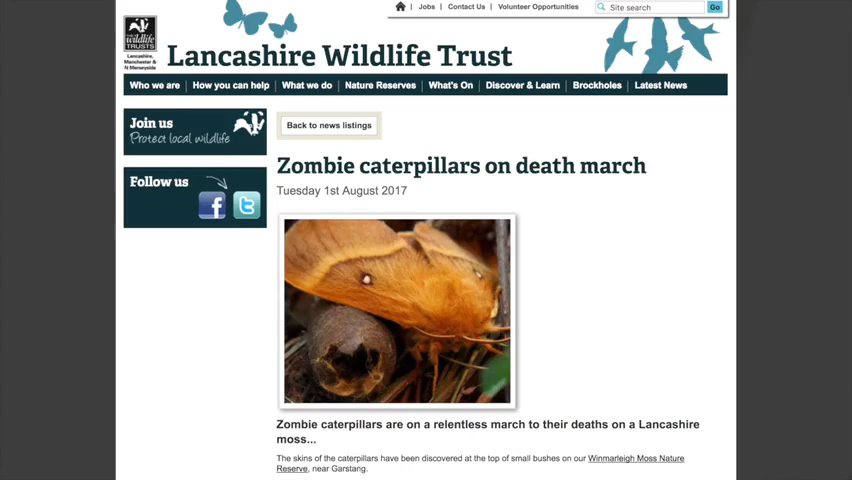 Jobs
Contact Us
Volunteer Opportunities
Site search
Go
the
wildlife
TRUSTS
Lancashire,
Manchester &
N Merseyside
Lancashire Wildlife Trust
Who we are
How you can help
What we do
Nature Reserves
What's On
Discover & Learn
Brockholes
Latest News
Join us
Protect local wildlife
Follow us
f
t
Back to news listings
Zombie caterpillars on death march
Tuesday 1st August 2017
Zombie caterpillars are on a relentless march to their deaths on a Lancashire
moss...
The skins of the caterpillars have been discovered at the top of small bushes on our Winmarleigh Moss Nature
Reserve, near Garstang.